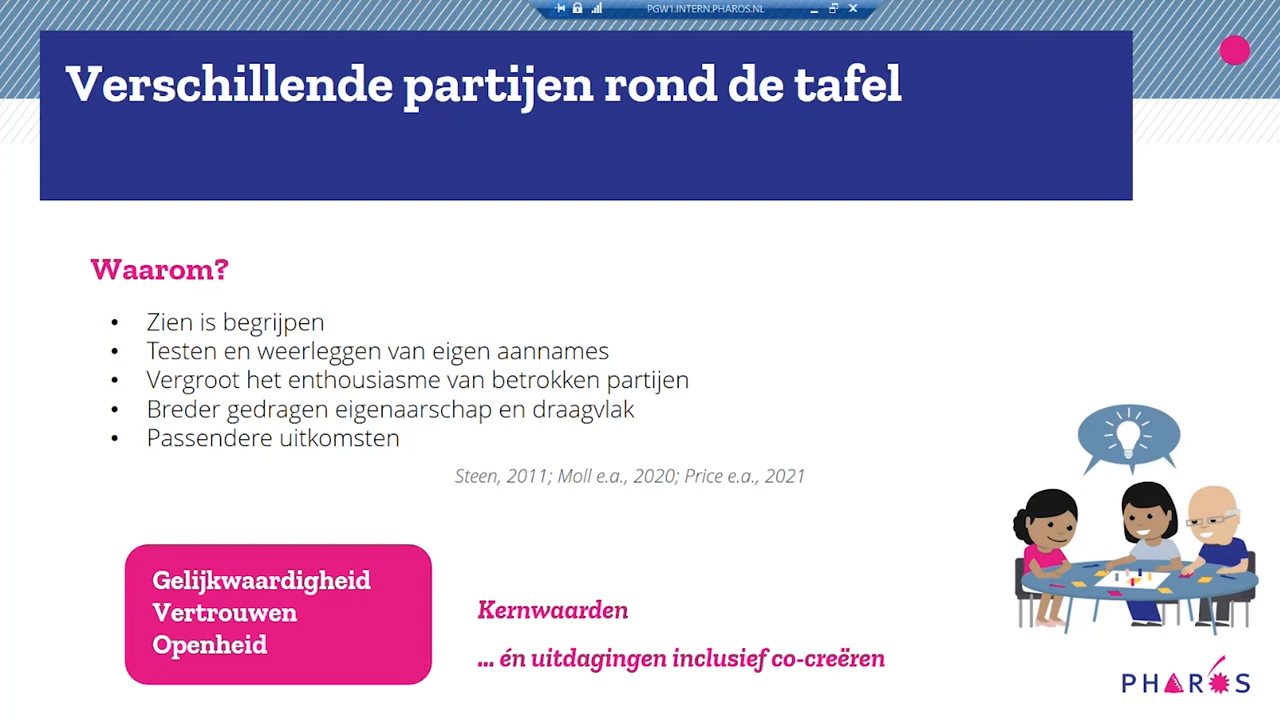 PGW1.INTERN.PHAROS.NL
Verschillende partijen rond de tafel
Waarom?
• Zien is begrijpen
• Testen en weerleggen van eigen aannames
• Vergroot het enthousiasme van betrokken partijen
• Breder gedragen eigenaarschap en draagvlak
• Passendere uitkomsten
Steen, 2011; Moll e.a., 2020; Price e.a., 2021
Gelijkwaardigheid
Vertrouwen
Openheid
Kernwaarden
... én uitdagingen inclusief co-creëren
PHAROS